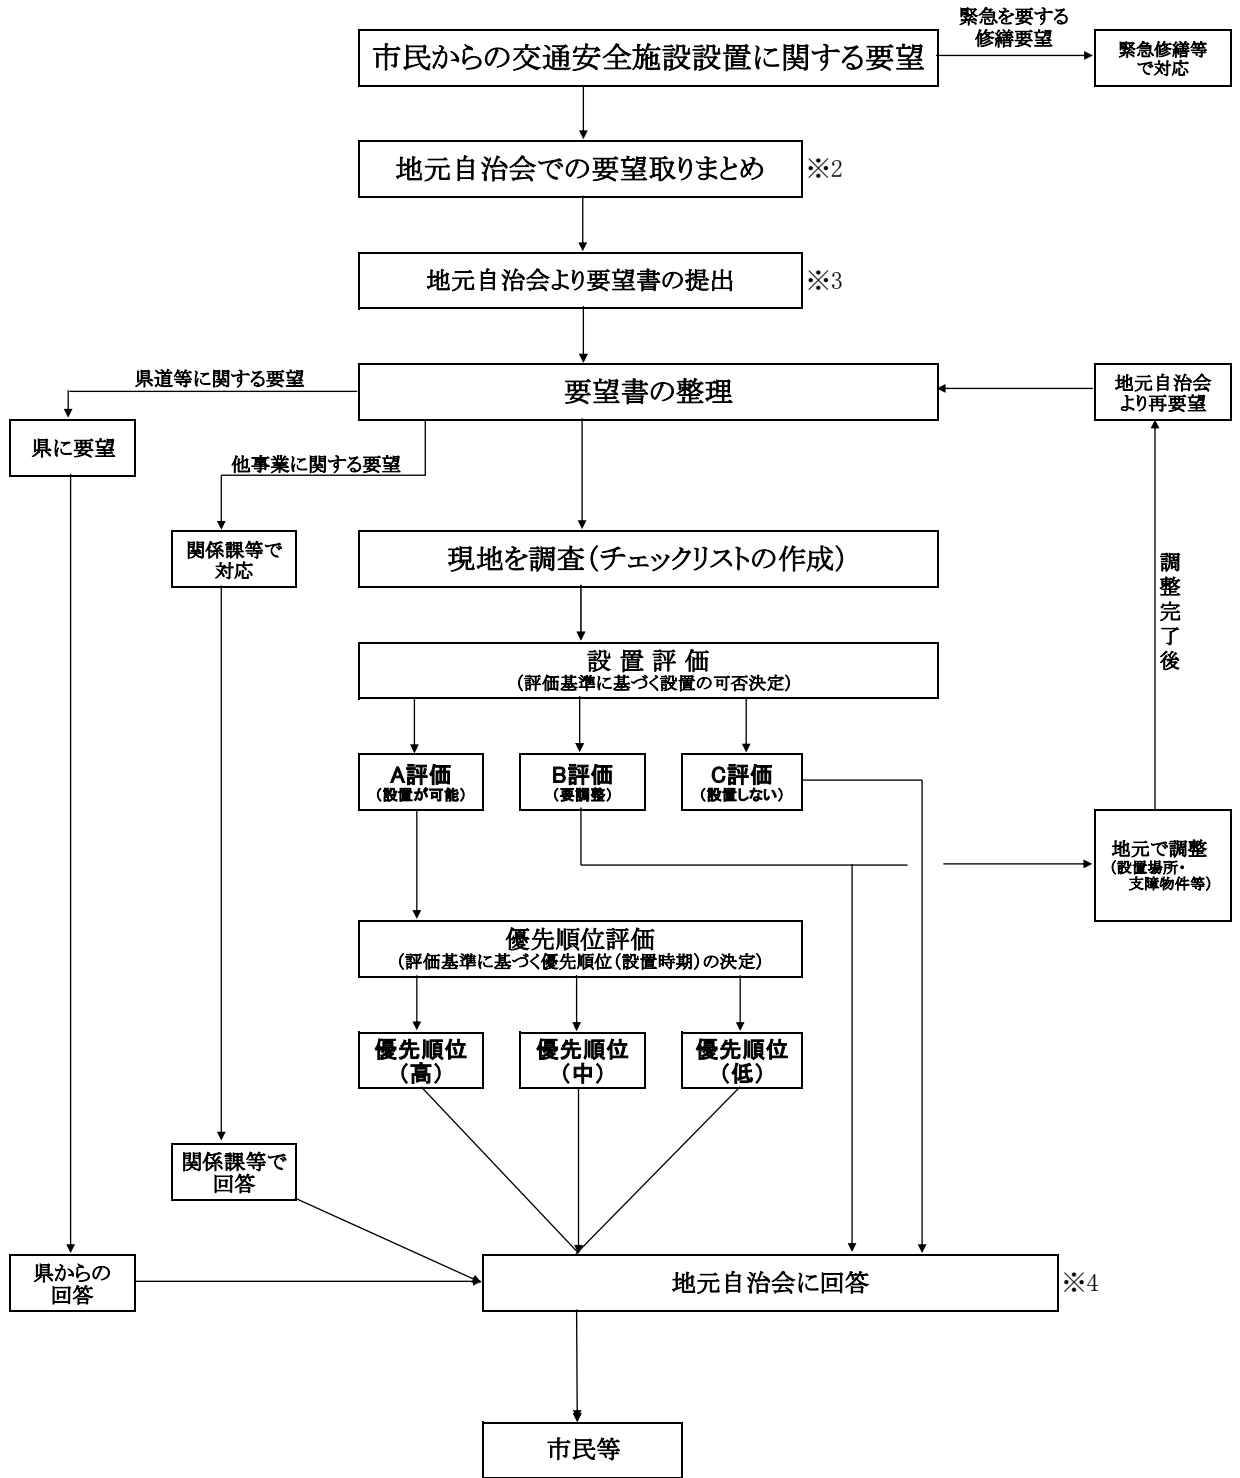 緊急を要する
修繕要望
市民からの交通安全施設設置に関する要望
緊急修繕等
で対応
地元自治会での要望取りまとめ
※2
地元自治会より要望書の提出
※3
県道等に関する要望
要望書の整理
地元自治会
より再要望
県に要望
他事業に関する要望
関係課等で
対応
現地を調査(チェックリストの作成)
調整完了後
設 置 評 価
(評価基準に基づく設置の可否決定)
A評価
(設置が可能)
B評価
(要調整)
C評価
(設置しない)
地元で調整
(設置場所・
支障物件等)
優先順位評価
(評価基準に基づく優先順位(設置時期)の決定)
優先順位
(高)
優先順位
(中)
優先順位
(低)
関係課等で
回答
県からの
回答
地元自治会に回答
※4
市民等